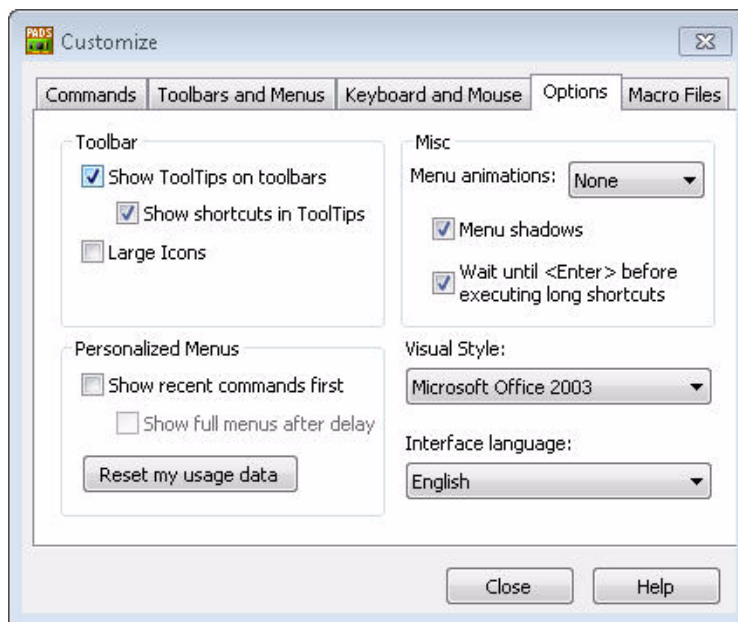 PADS
Customize
Commands
Toolbars and Menus
Keyboard and Mouse
Options
Macro Files
Toolbar
Show ToolTips on toolbars
Show shortcuts in ToolTips
Large Icons
Misc
Menu animations:
None
Menu shadows
Wait until <Enter> before
executing long shortcuts
Personalized Menus
Show recent commands first
Show full menus after delay
Reset my usage data
Visual Style:
Microsoft Office 2003
Interface language:
English
Close
Help